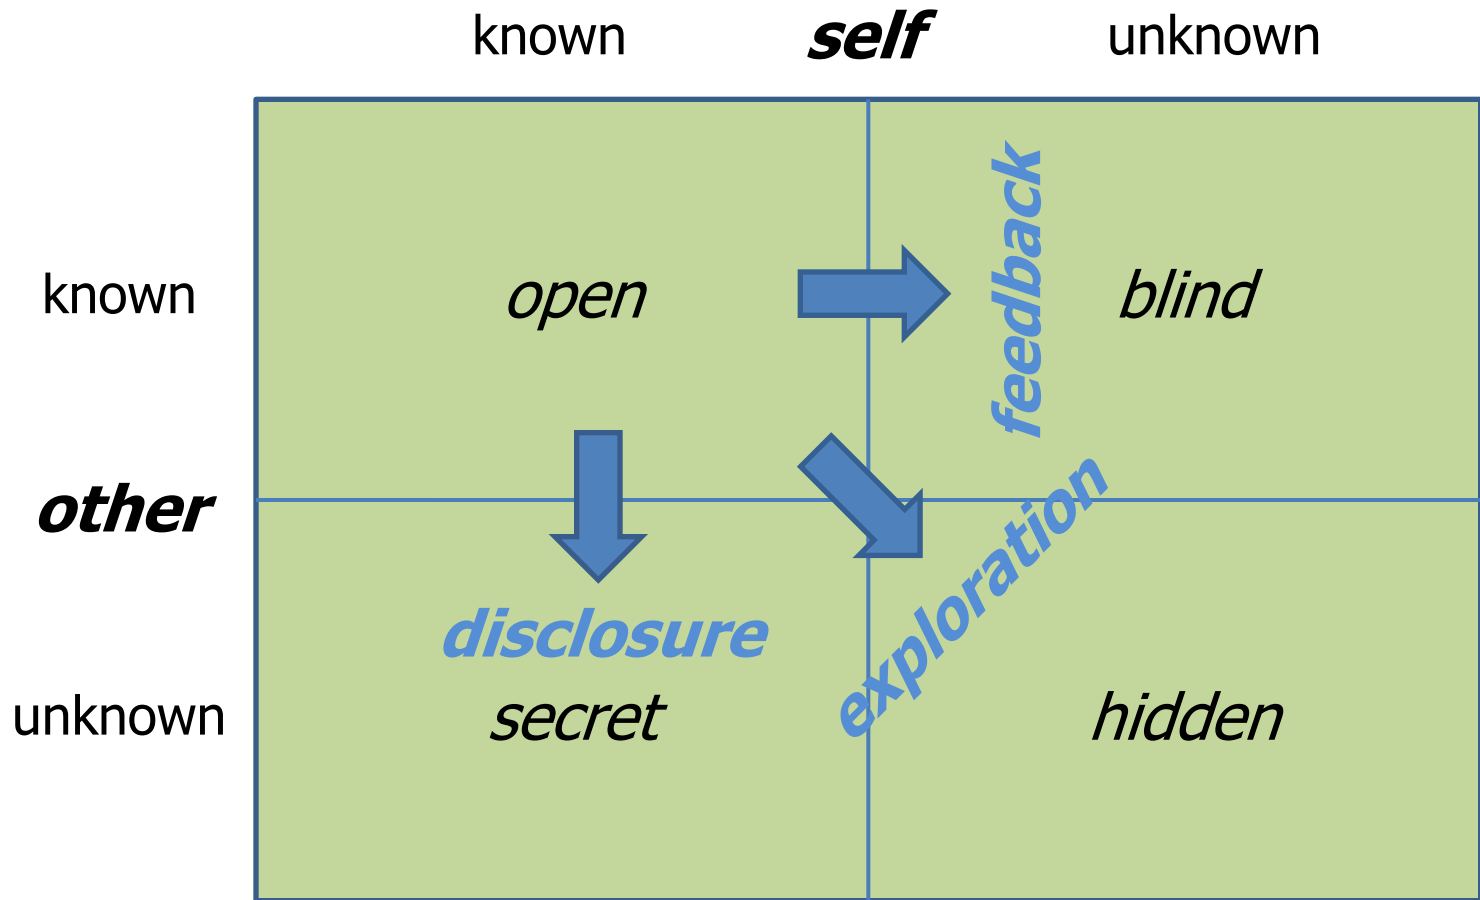 known self unknown
known
open
feedback
blind
other
disclosure
exploration
unknown
secret
hidden